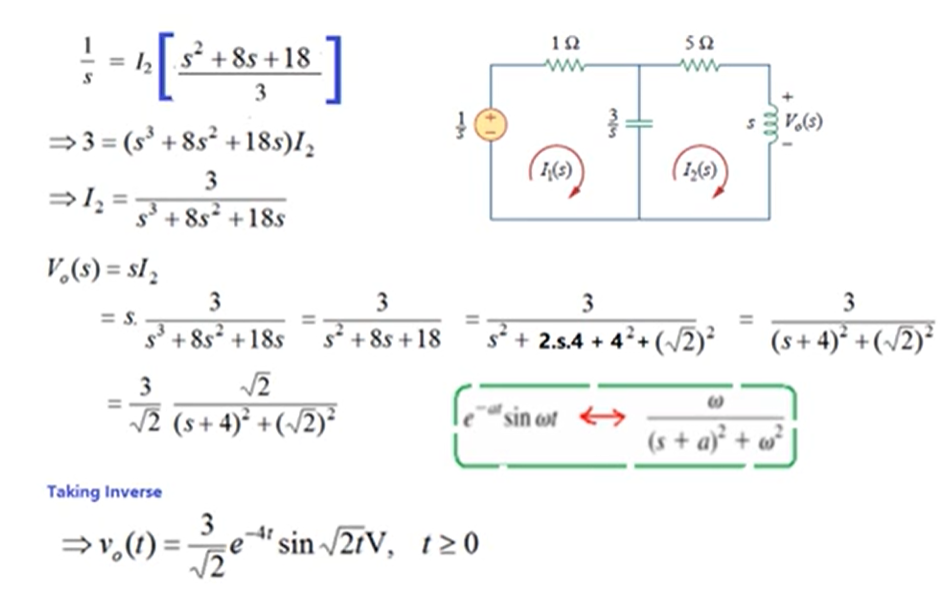 1/s = I₂ [ (s² + 8s + 18)/3 ]
⇒ 3 = (s³ + 8s² + 18s)I₂
⇒ I₂ = 3/(s³ + 8s² + 18s)
V₀(s) = sI₂
= s. 3/(s³ + 8s² + 18s) = 3/(s² + 8s + 18) = 3/(s² + 2.s.4 + 4² + (√2)²) = 3/((s + 4)² + (√2)²)
= 3/√2 √2/((s + 4)² + (√2)²)
Taking Inverse
⇒ v₀(t) = 3/√2 e^(−4t) sin √2t V, t ≥ 0
1 Ω 5 Ω
1/s 3/s s + V₀(s) −
I₁(s) I₂(s)
e^(−at) sin ωt ↔ ω/((s + a)² + ω²)